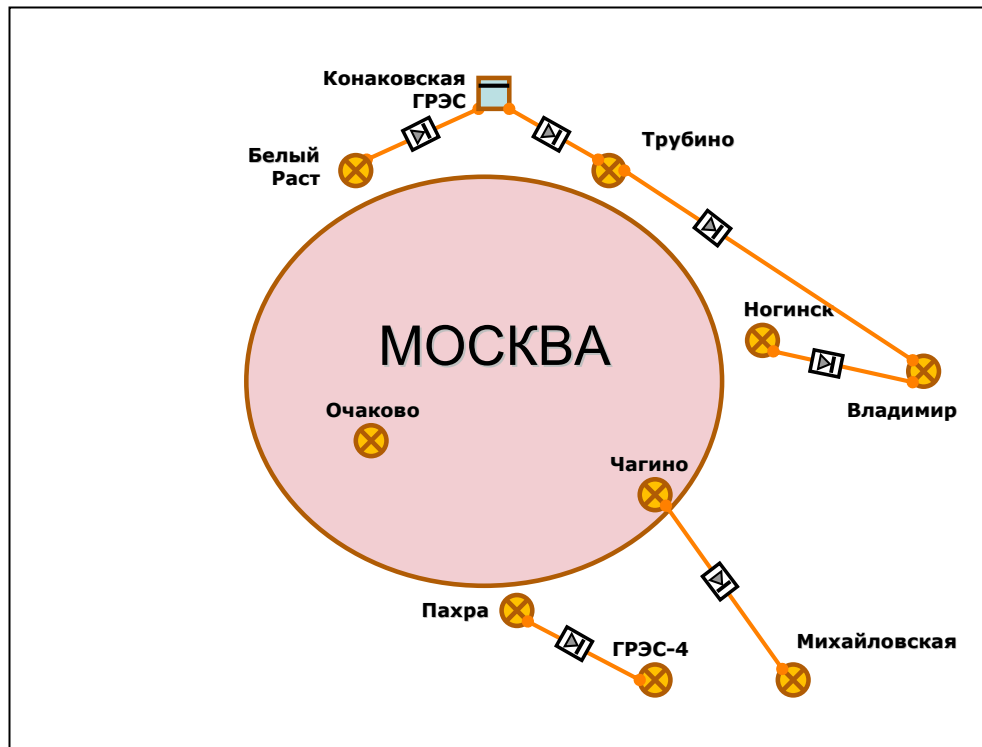 Конаковская
ГРЭС
Трубино
Белый
Раст
Ногинск
МОСКВА
Очаково
Владимир
Чагино
Пахра
ГРЭС-4
Михайловская